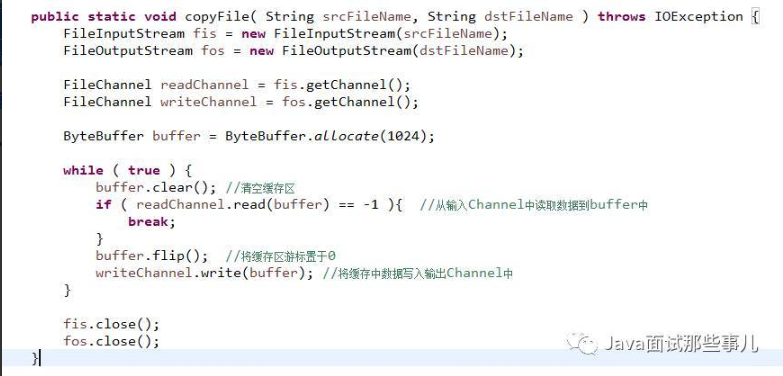 public static void copyFile( String srcFileName, String dstFileName ) throws IOException {
    FileInputStream fis = new FileInputStream(srcFileName);
    FileOutputStream fos = new FileOutputStream(dstFileName);

    FileChannel readChannel = fis.getChannel();
    FileChannel writeChannel = fos.getChannel();

    ByteBuffer buffer = ByteBuffer.allocate(1024);

    while ( true ) {
        buffer.clear(); //清空缓存区
        if ( readChannel.read(buffer) == -1 ){  //从输入Channel中读取数据到buffer中
            break;
        }
        buffer.flip();  //将缓存区游标置于0
        writeChannel.write(buffer); //将缓存中数据写入输出Channel中
    }

    fis.close();
    fos.close();
}
Java面试那些事儿